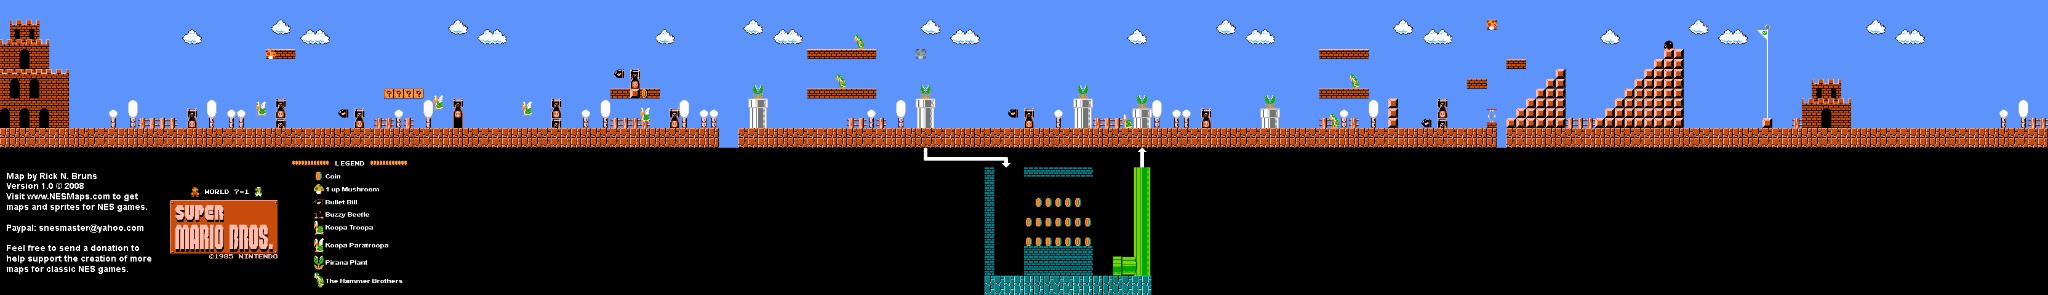 Map by Rick N. Bruns
Version 1.0 © 2008
Visit www.NESMaps.com to get
maps and sprites for NES games.
Paypal: snesmaster@yahoo.com
Feel free to send a donation to
help support the creation of more
maps for classic NES games.
WORLD 7-1
SUPER
MARIO BROS.
©1985 NINTENDO
LEGEND
Coin
1 up Mushroom
Bullet Bill
Buzzy Beetle
Koopa Troopa
Koopa Paratroopa
Pirana Plant
The Hammer Brothers
? ? ? ?